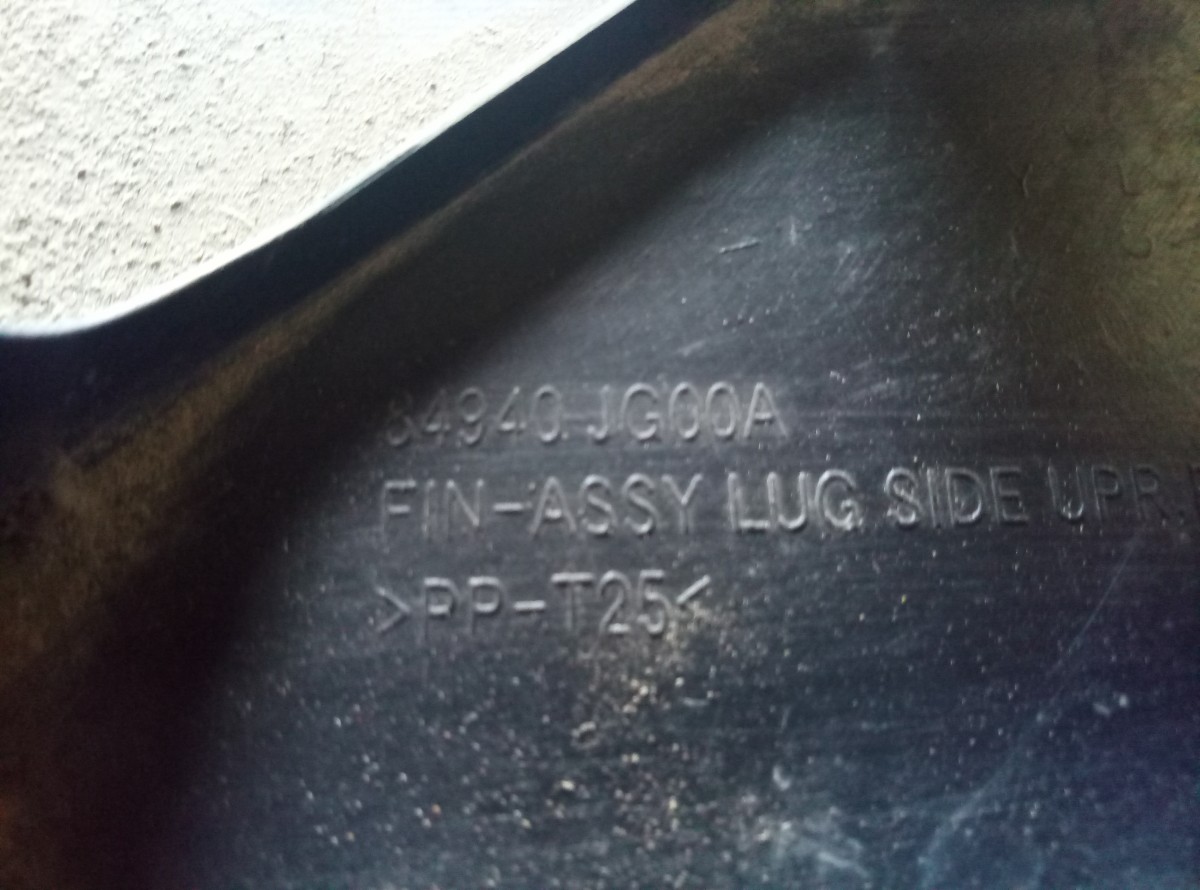 84940 JG00A
FIN-ASSY LUG SIDE UPR.
>PP-T25<